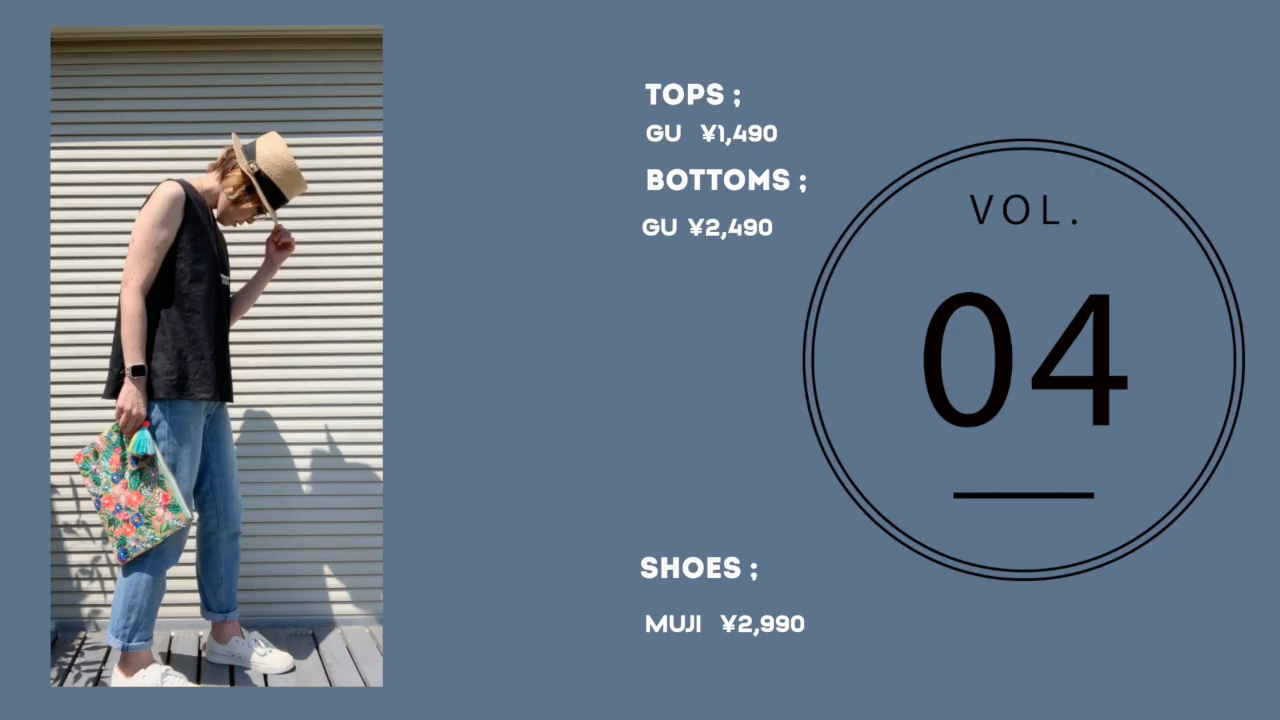 TOPS ;
GU ¥1,490
BOTTOMS ;
GU ¥2,490
SHOES ;
MUJI ¥2,990
VOL.
04